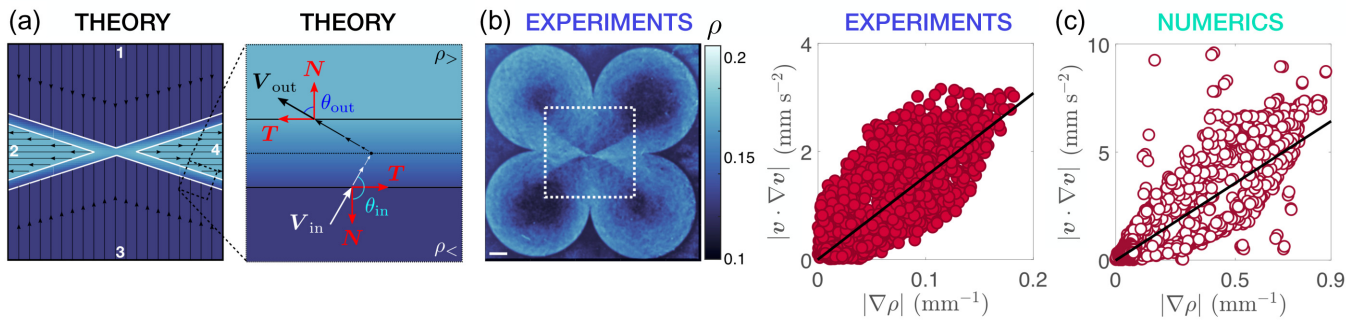 (a) THEORY THEORY
1
2
4
3
ρ>
N
V_out
θ_out
T
T
θ_in
V_in
N
ρ<
(b) EXPERIMENTS
ρ
0.2
0.15
0.1
EXPERIMENTS
|v · ∇v| (mm s⁻²)
4
2
0
0 0.1 0.2
|∇ρ| (mm⁻¹)
(c) NUMERICS
|v · ∇v| (mm s⁻²)
10
5
0
0 0.5 0.9
|∇ρ| (mm⁻¹)